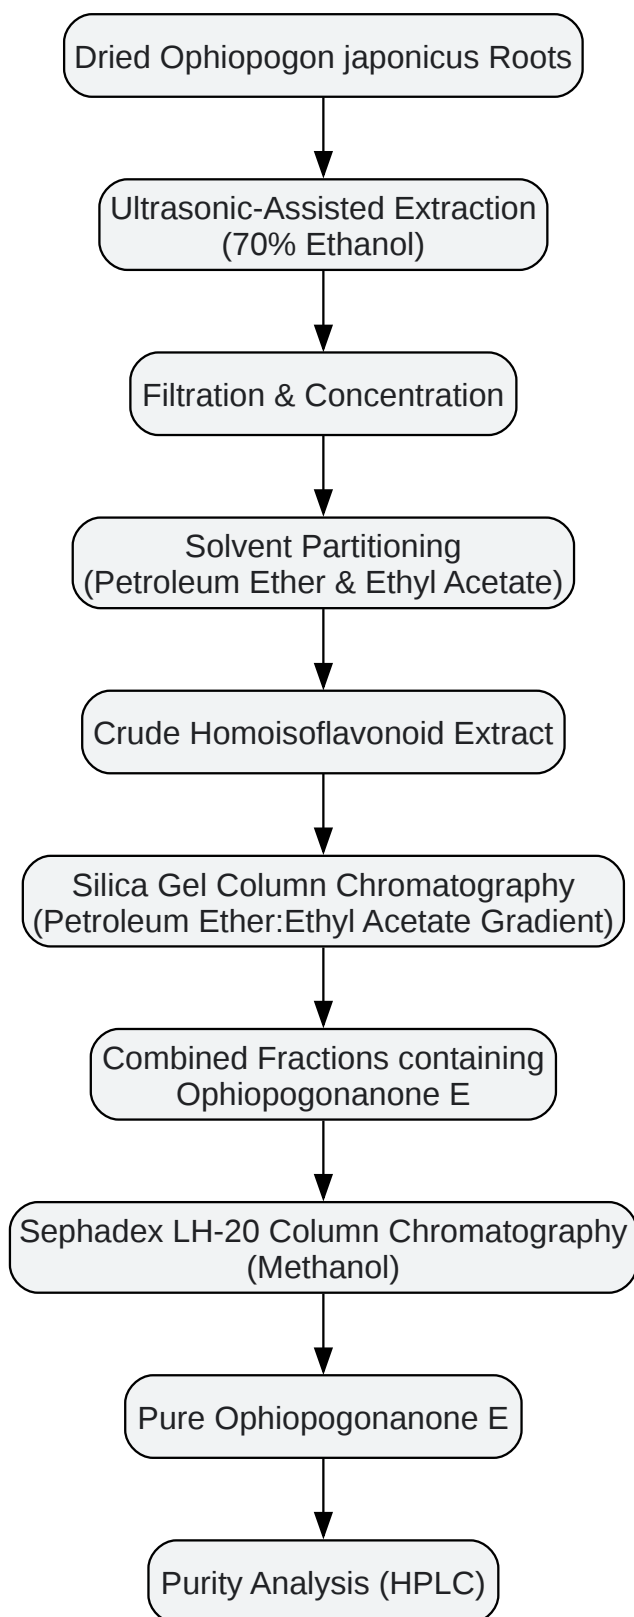 Dried Ophiopogon japonicus Roots
Ultrasonic-Assisted Extraction
(70% Ethanol)
Filtration & Concentration
Solvent Partitioning
(Petroleum Ether & Ethyl Acetate)
Crude Homoisoflavonoid Extract
Silica Gel Column Chromatography
(Petroleum Ether:Ethyl Acetate Gradient)
Combined Fractions containing
Ophiopogonanone E
Sephadex LH-20 Column Chromatography
(Methanol)
Pure Ophiopogonanone E
Purity Analysis (HPLC)